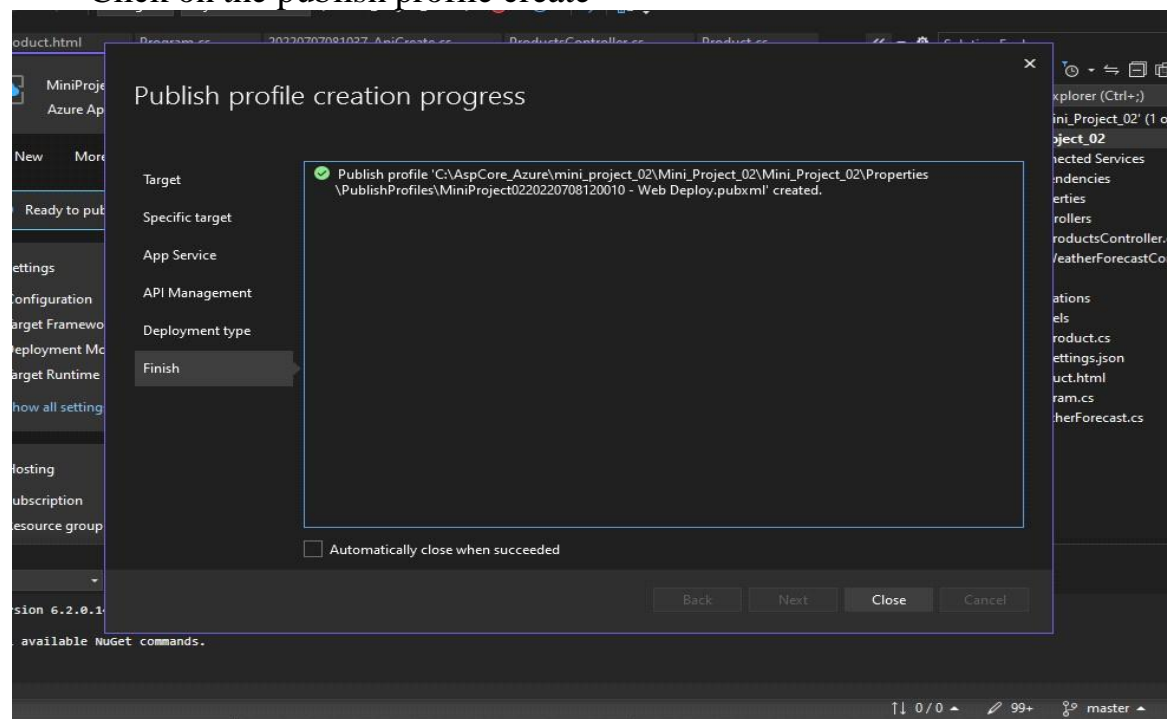 Click on the publish profile create
oduct.html Program.cs 20220707081037_ApiCreate.cs ProductsController.cs Product.cs
MiniProje
Azure Ap
New More
Ready to pub
ettings
onfiguration
arget Framewo
eployment Mo
arget Runtime
how all setting
Hosting
ubscription
esource group
Publish profile creation progress
Target
Specific target
App Service
API Management
Deployment type
Finish
Publish profile 'C:\AspCore_Azure\mini_project_02\Mini_Project_02\Mini_Project_02\Properties
\PublishProfiles\MiniProject0220220708120010 - Web Deploy.pubxml' created.
Automatically close when succeeded
Back Next Close Cancel
xplorer (Ctrl+;)
ini_Project_02' (1 o
oject_02
nected Services
endencies
erties
rollers
roductsController.
VeatherForecastCo
ations
els
roduct.cs
ettings.json
uct.html
ram.cs
therForecast.cs
sion 6.2.0.1
available NuGet commands.
0 / 0 99+ master